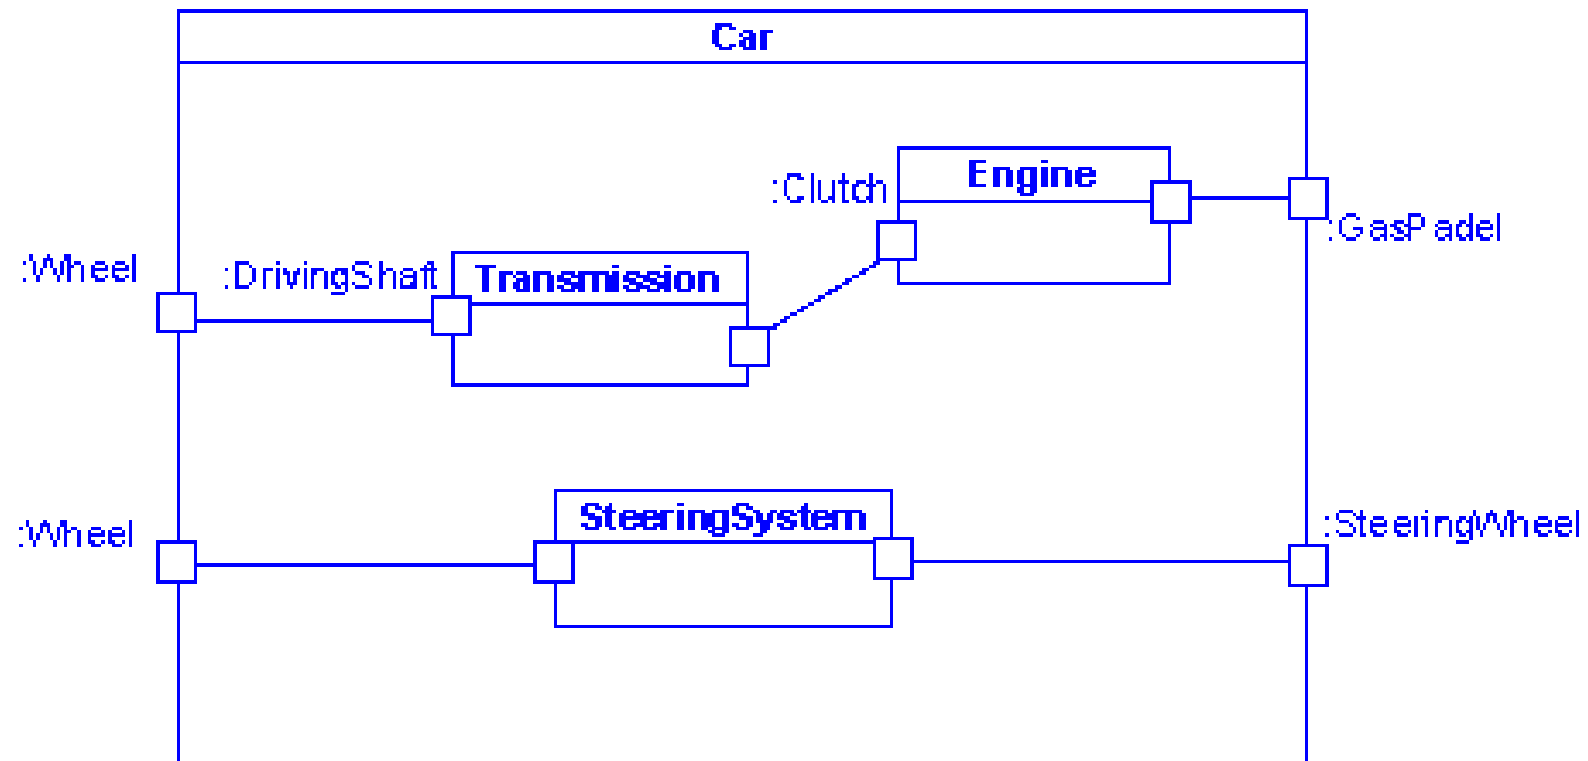 Car
Engine
:Clutch
:GasPadel
:Wheel
:DrivingShaft
Transmission
SteeringSystem
:Wheel
:SteeringWheel